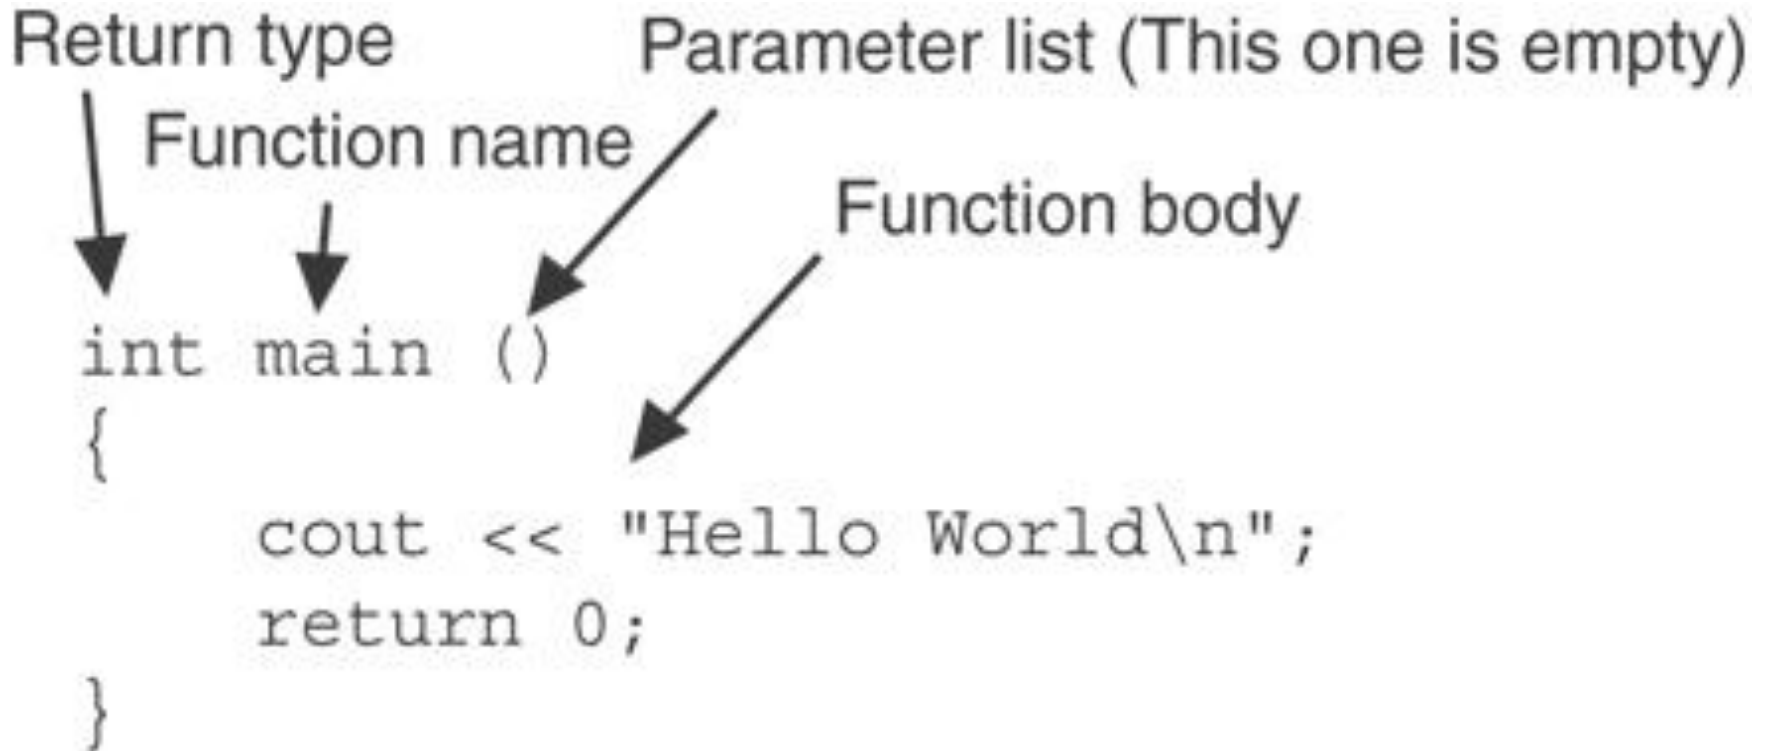 Return type
Parameter list (This one is empty)
Function name
Function body
int main ()
{
cout << "Hello World\n";
return 0;
}